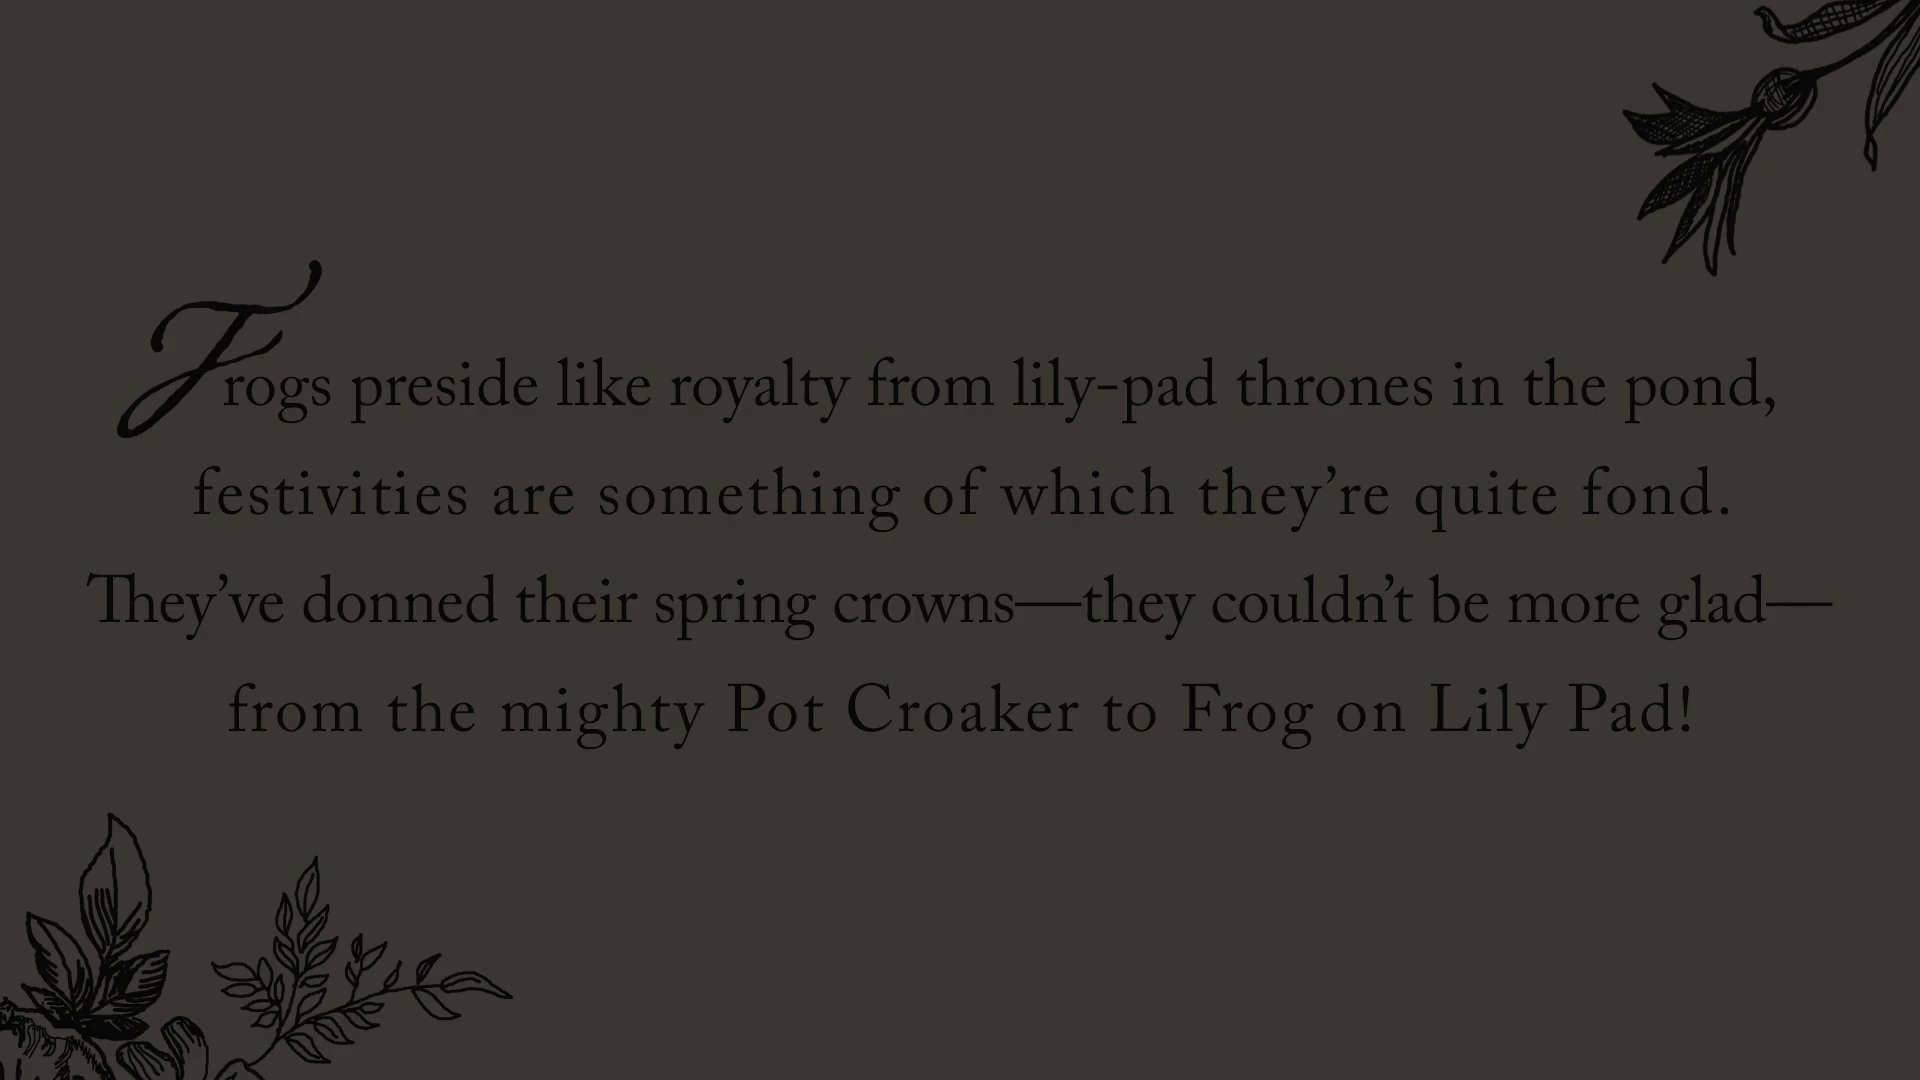 Frogs preside like royalty from lily-pad thrones in the pond,
festivities are something of which they’re quite fond.
They’ve donned their spring crowns—they couldn’t be more glad—
from the mighty Pot Croaker to Frog on Lily Pad!